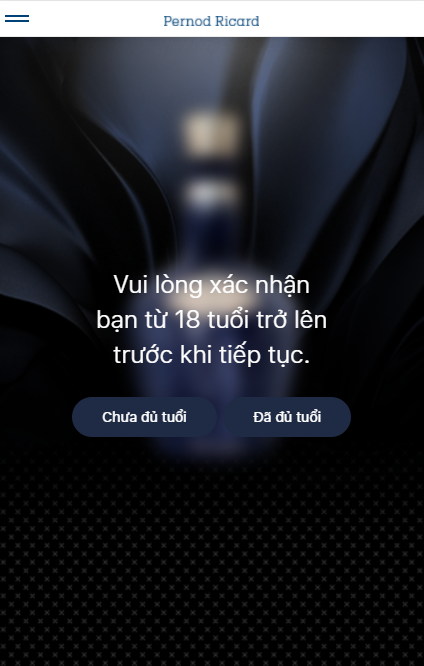 Pernod Ricard
Vui lòng xác nhận
bạn từ 18 tuổi trở lên
trước khi tiếp tục.
Chưa đủ tuổi
Đã đủ tuổi